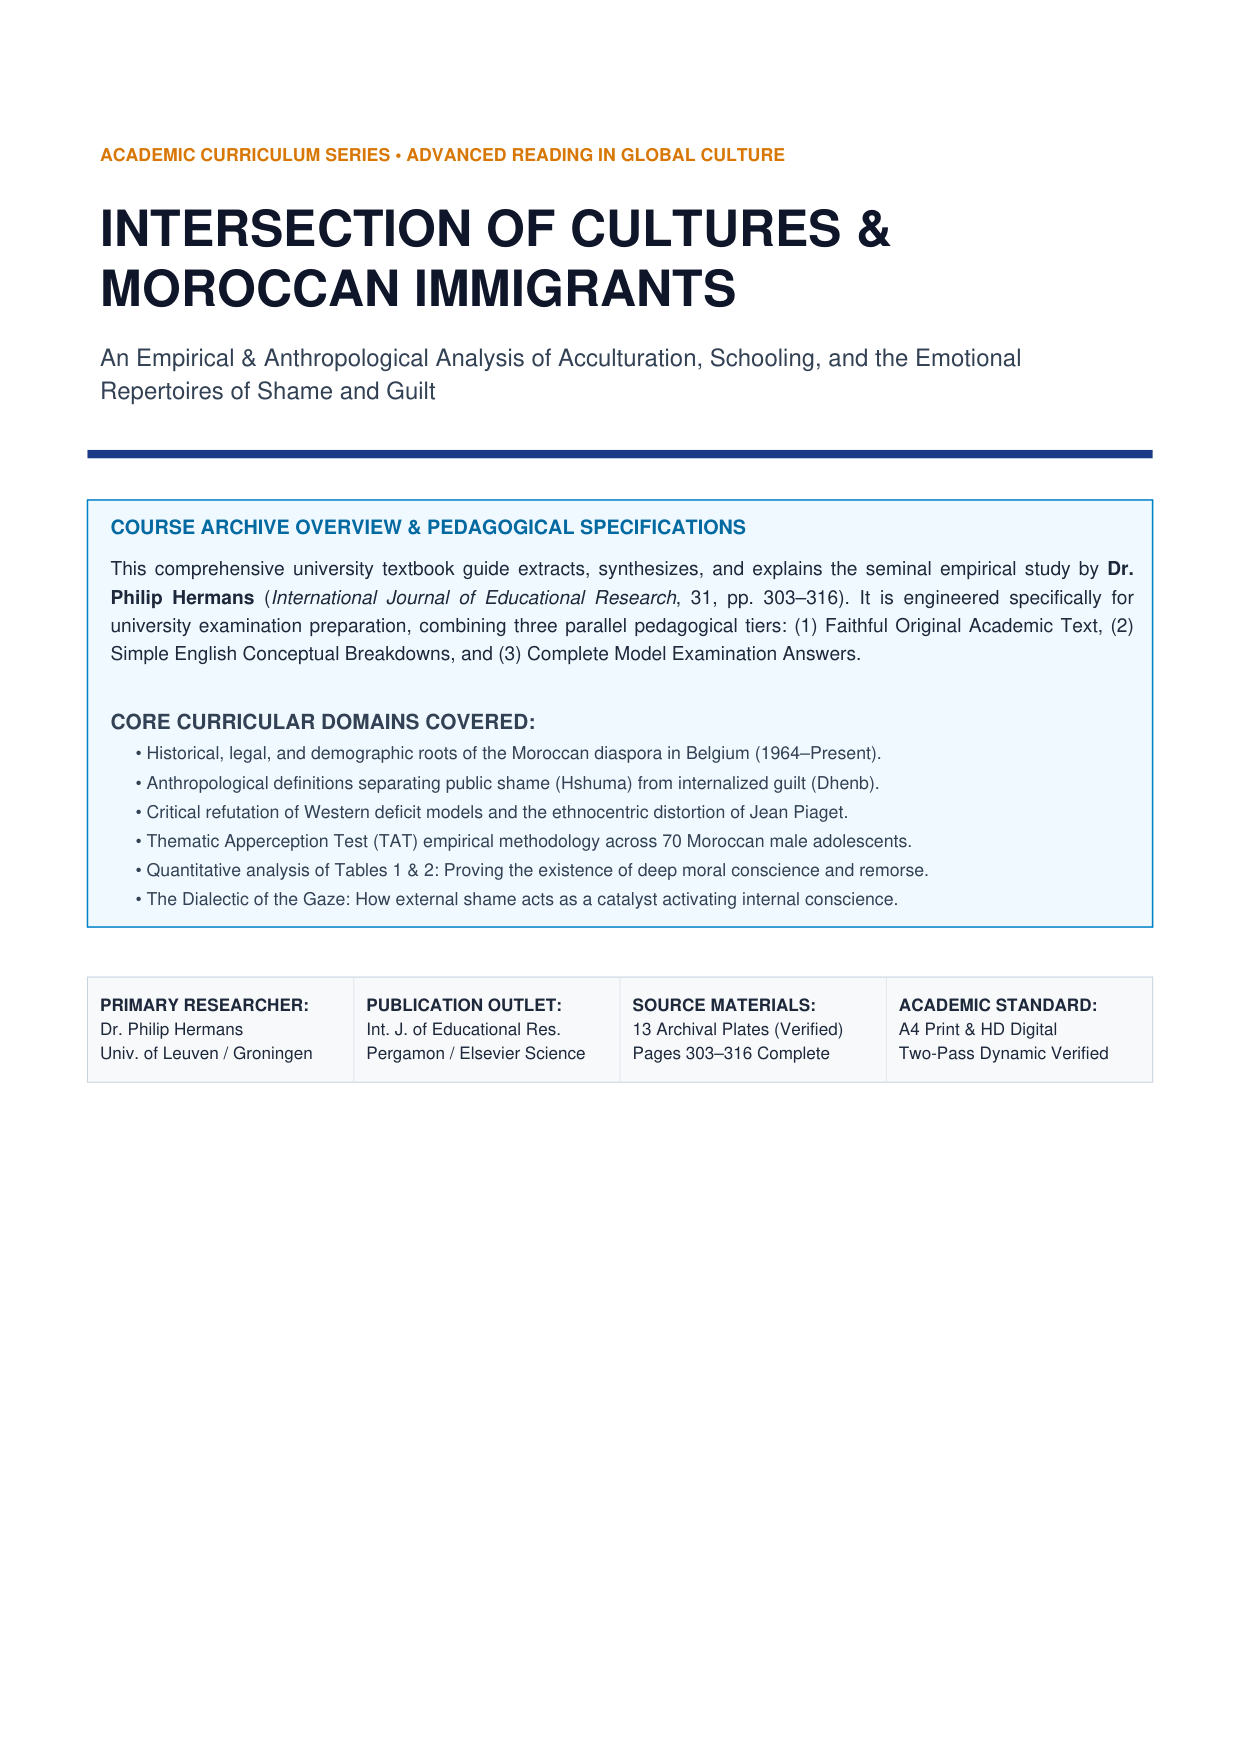 ACADEMIC CURRICULUM SERIES • ADVANCED READING IN GLOBAL CULTURE
INTERSECTION OF CULTURES &
MOROCCAN IMMIGRANTS
An Empirical & Anthropological Analysis of Acculturation, Schooling, and the Emotional
Repertoires of Shame and Guilt
COURSE ARCHIVE OVERVIEW & PEDAGOGICAL SPECIFICATIONS
This comprehensive university textbook guide extracts, synthesizes, and explains the seminal empirical study by Dr.
Philip Hermans (International Journal of Educational Research, 31, pp. 303–316). It is engineered specifically for
university examination preparation, combining three parallel pedagogical tiers: (1) Faithful Original Academic Text, (2)
Simple English Conceptual Breakdowns, and (3) Complete Model Examination Answers.
CORE CURRICULAR DOMAINS COVERED:
• Historical, legal, and demographic roots of the Moroccan diaspora in Belgium (1964–Present).
• Anthropological definitions separating public shame (Hshuma) from internalized guilt (Dhenb).
• Critical refutation of Western deficit models and the ethnocentric distortion of Jean Piaget.
• Thematic Apperception Test (TAT) empirical methodology across 70 Moroccan male adolescents.
• Quantitative analysis of Tables 1 & 2: Proving the existence of deep moral conscience and remorse.
• The Dialectic of the Gaze: How external shame acts as a catalyst activating internal conscience.
PRIMARY RESEARCHER:
Dr. Philip Hermans
Univ. of Leuven / Groningen
PUBLICATION OUTLET:
Int. J. of Educational Res.
Pergamon / Elsevier Science
SOURCE MATERIALS:
13 Archival Plates (Verified)
Pages 303–316 Complete
ACADEMIC STANDARD:
A4 Print & HD Digital
Two-Pass Dynamic Verified